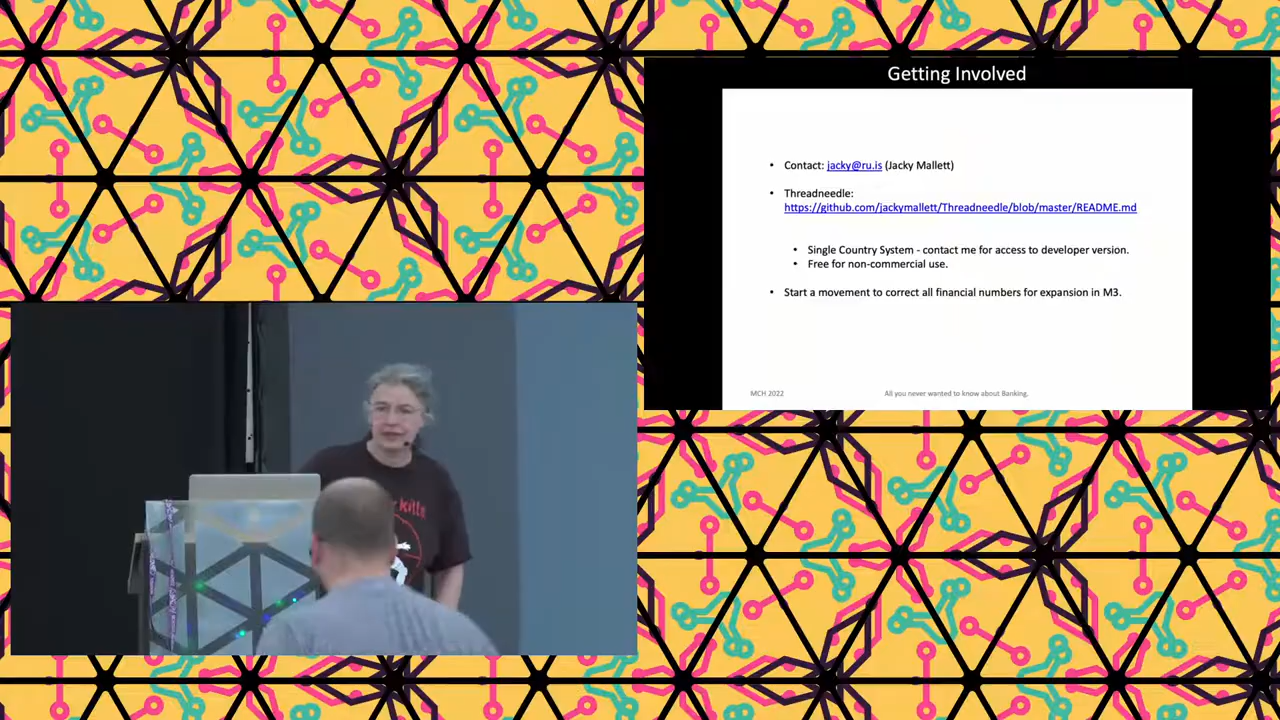 Getting Involved
• Contact: jacky@ru.is (Jacky Mallett)
• Threadneedle:
https://github.com/jackymallett/Threadneedle/blob/master/README.md
• Single Country System - contact me for access to developer version.
• Free for non-commercial use.
• Start a movement to correct all financial numbers for expansion in M3.
MCH 2022
All you never wanted to know about Banking.
kills